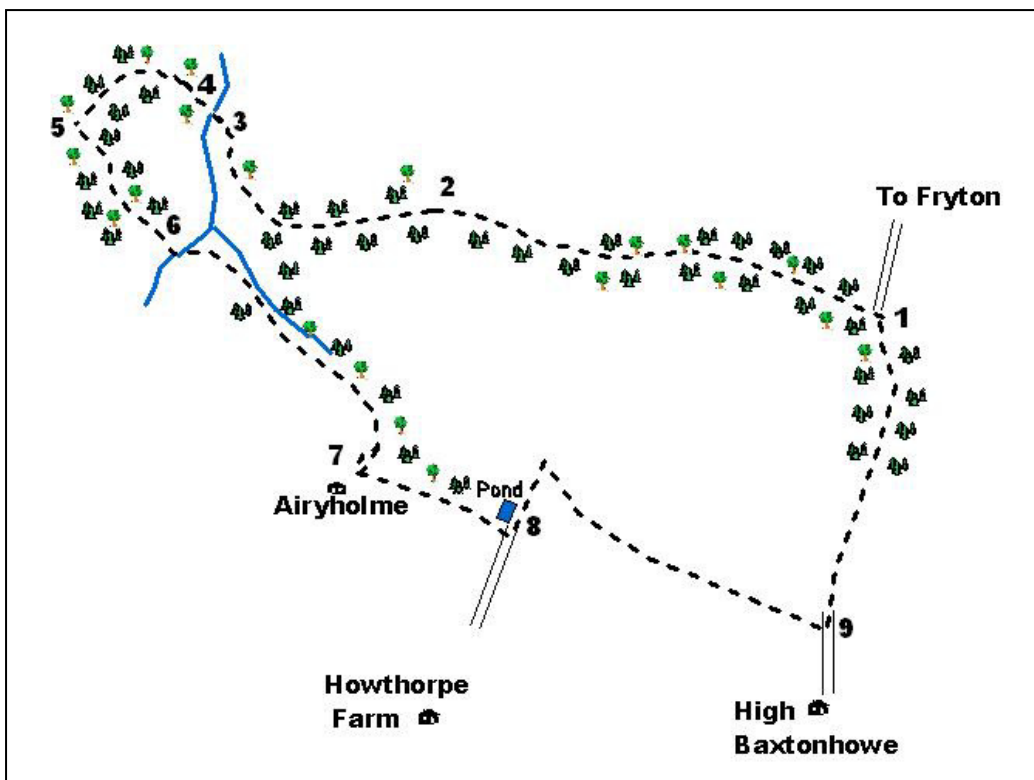 4
3
5
2
To Fryton
6
1
7
Airyholme
Pond
8
9
Howthorpe
Farm
High
Baxtonhowe